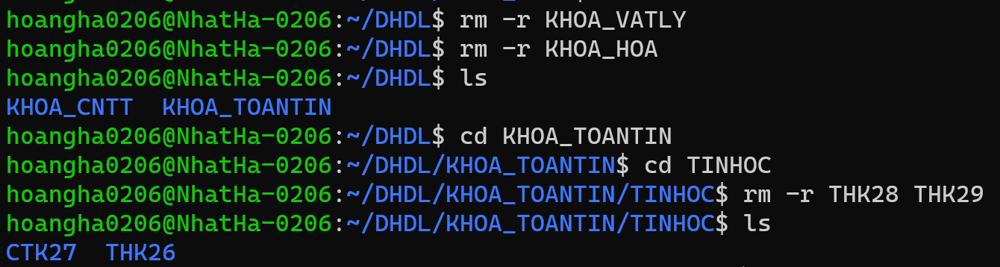 hoangha0206@NhatHa-0206:~/DHDL$ rm -r KHOA_VATLY
hoangha0206@NhatHa-0206:~/DHDL$ rm -r KHOA_HOA
hoangha0206@NhatHa-0206:~/DHDL$ ls
KHOA_CNTT  KHOA_TOANTIN
hoangha0206@NhatHa-0206:~/DHDL$ cd KHOA_TOANTIN
hoangha0206@NhatHa-0206:~/DHDL/KHOA_TOANTIN$ cd TINHOC
hoangha0206@NhatHa-0206:~/DHDL/KHOA_TOANTIN/TINHOC$ rm -r THK28 THK29
hoangha0206@NhatHa-0206:~/DHDL/KHOA_TOANTIN/TINHOC$ ls
CTK27  THK26